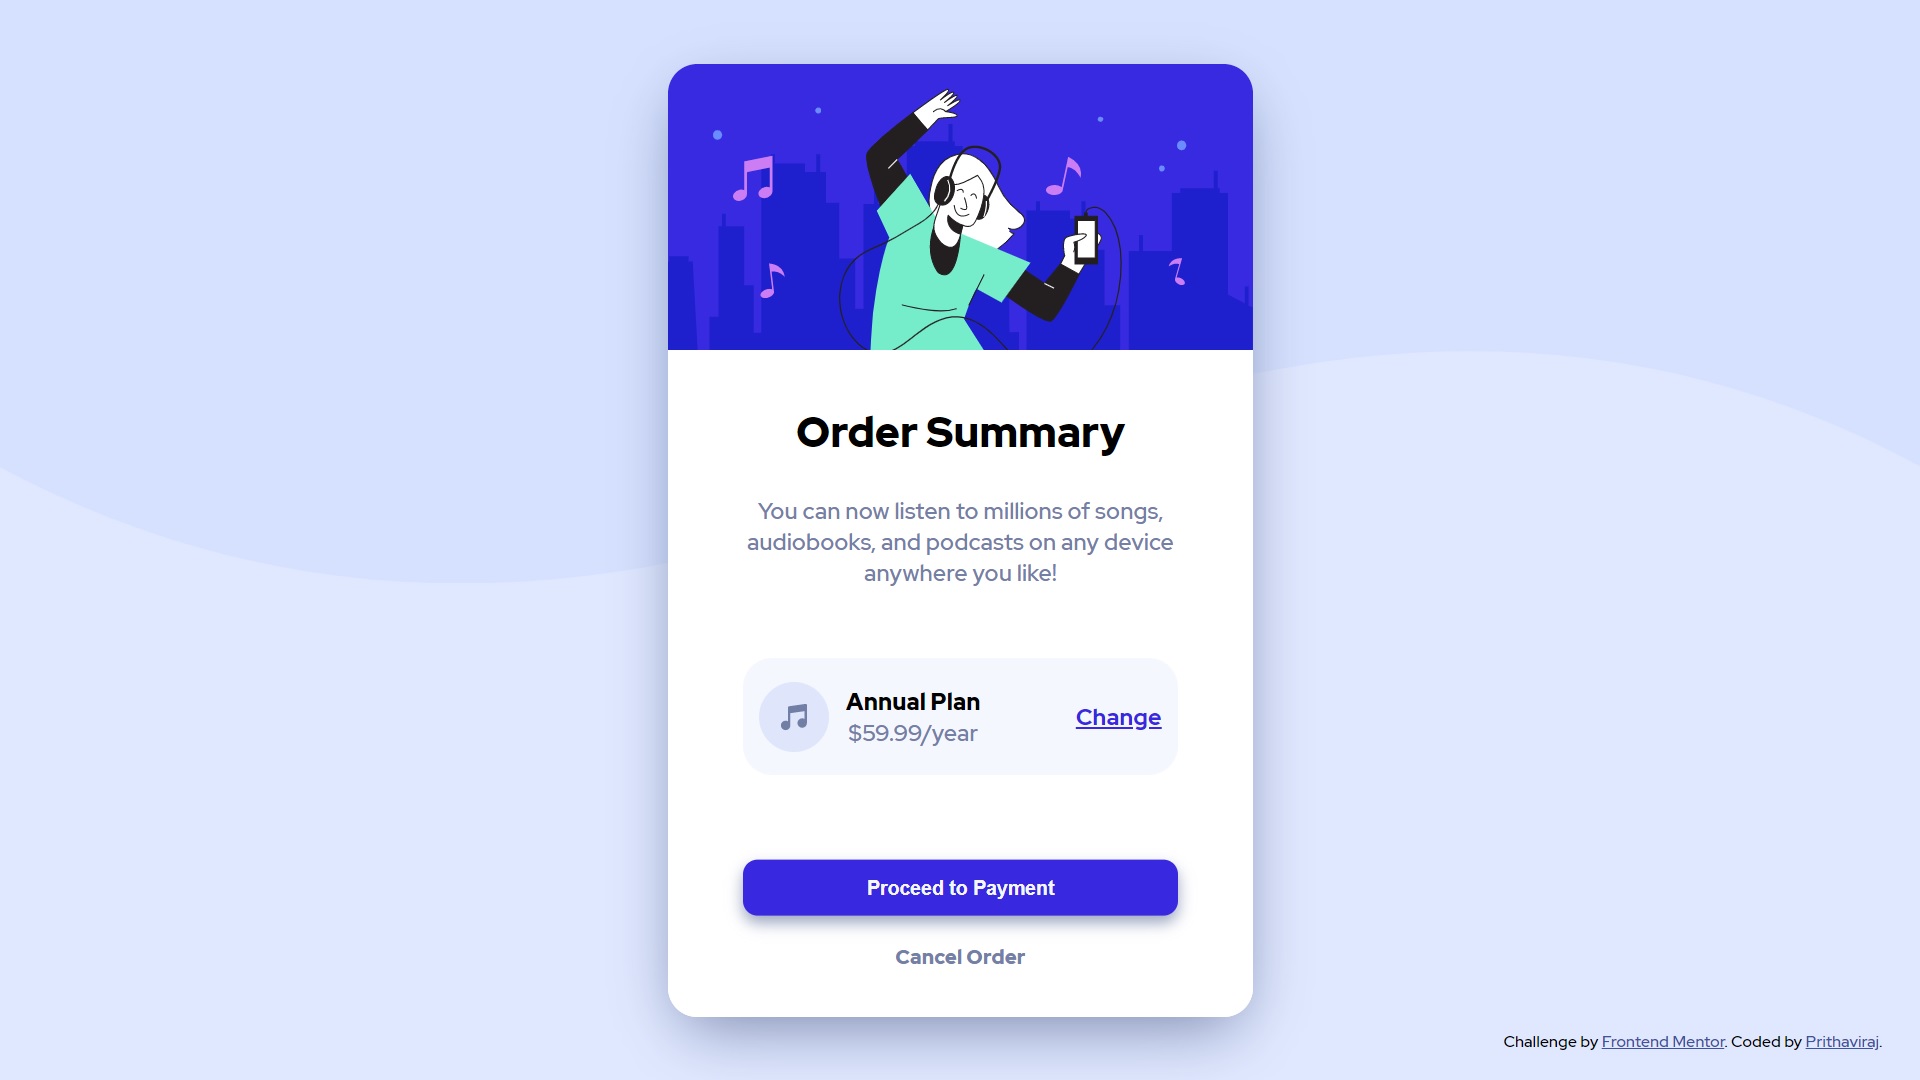 Order Summary
You can now listen to millions of songs,
audiobooks, and podcasts on any device
anywhere you like!
Annual Plan
$59.99/year
Change
Proceed to Payment
Cancel Order
Challenge by Frontend Mentor. Coded by Prithaviraj.